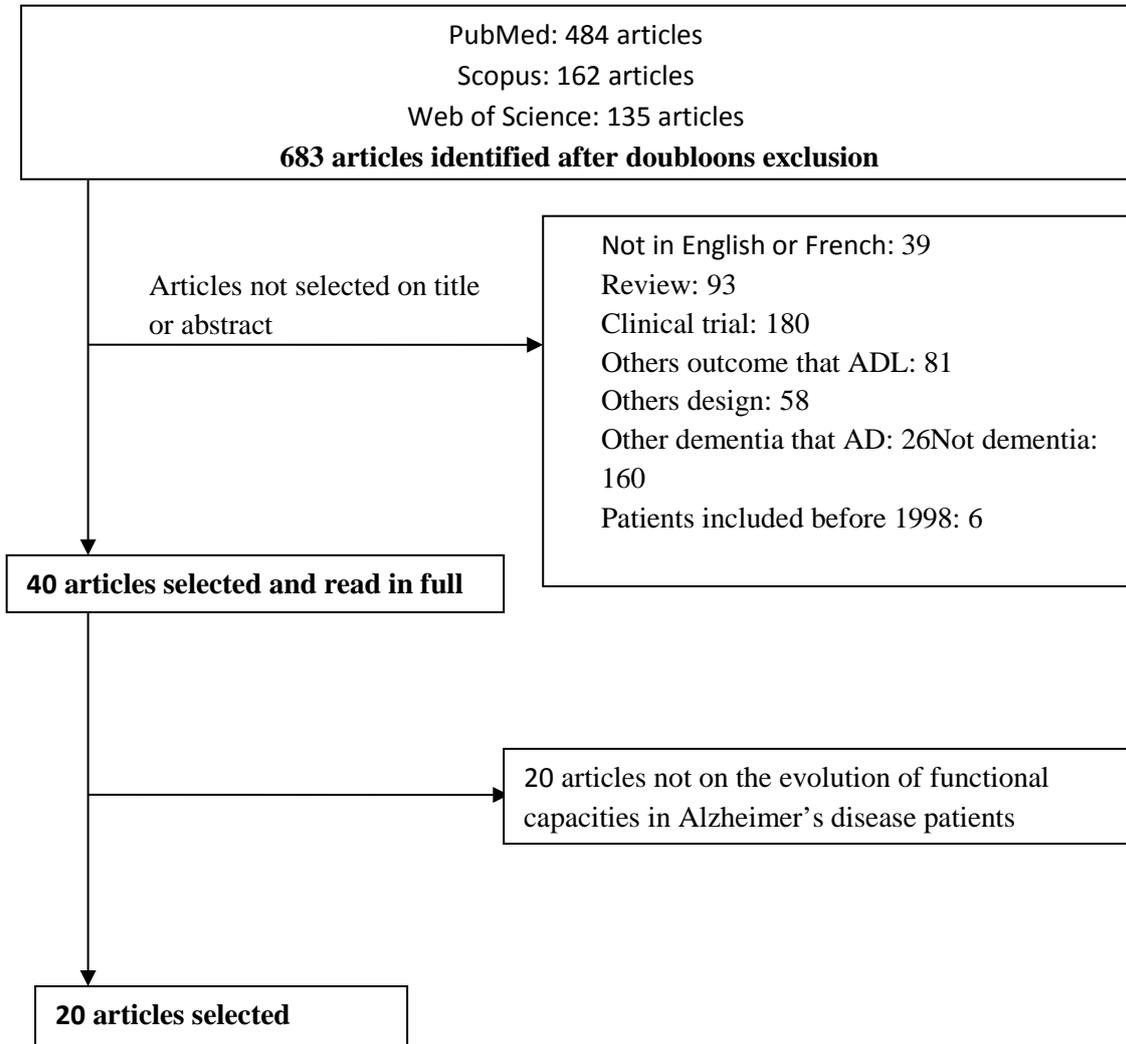 PubMed: 484 articles
Scopus: 162 articles
Web of Science: 135 articles
683 articles identified after doubloons exclusion
Articles not selected on title
or abstract
Not in English or French: 39
Review: 93
Clinical trial: 180
Others outcome that ADL: 81
Others design: 58
Other dementia that AD: 26Not dementia:
160
Patients included before 1998: 6
40 articles selected and read in full
20 articles not on the evolution of functional
capacities in Alzheimer’s disease patients
20 articles selected